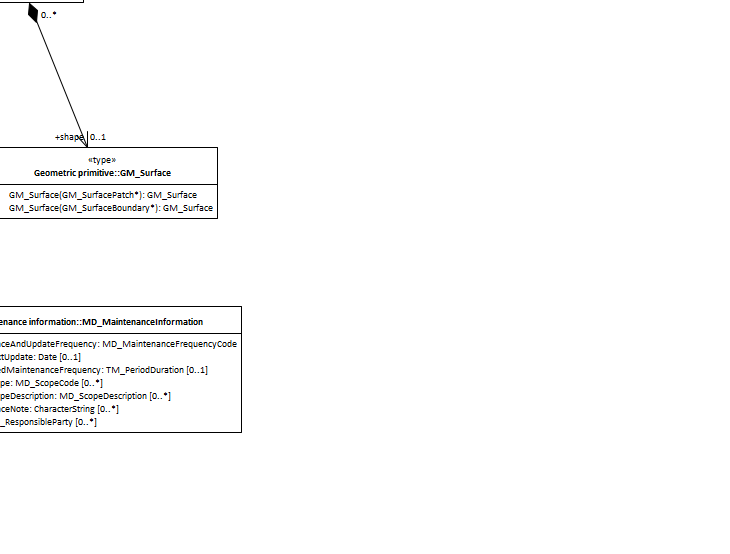 0..*
+shape 0..1
«type»
Geometric primitive::GM_Surface
GM_Surface(GM_SurfacePatch*): GM_Surface
GM_Surface(GM_SurfaceBoundary*): GM_Surface
enance information::MD_MaintenanceInformation
ceAndUpdateFrequency: MD_MaintenanceFrequencyCode
tUpdate: Date [0..1]
dMaintenanceFrequency: TM_PeriodDuration [0..1]
pe: MD_ScopeCode [0..*]
peDescription: MD_ScopeDescription [0..*]
ceNote: CharacterString [0..*]
_ResponsibleParty [0..*]